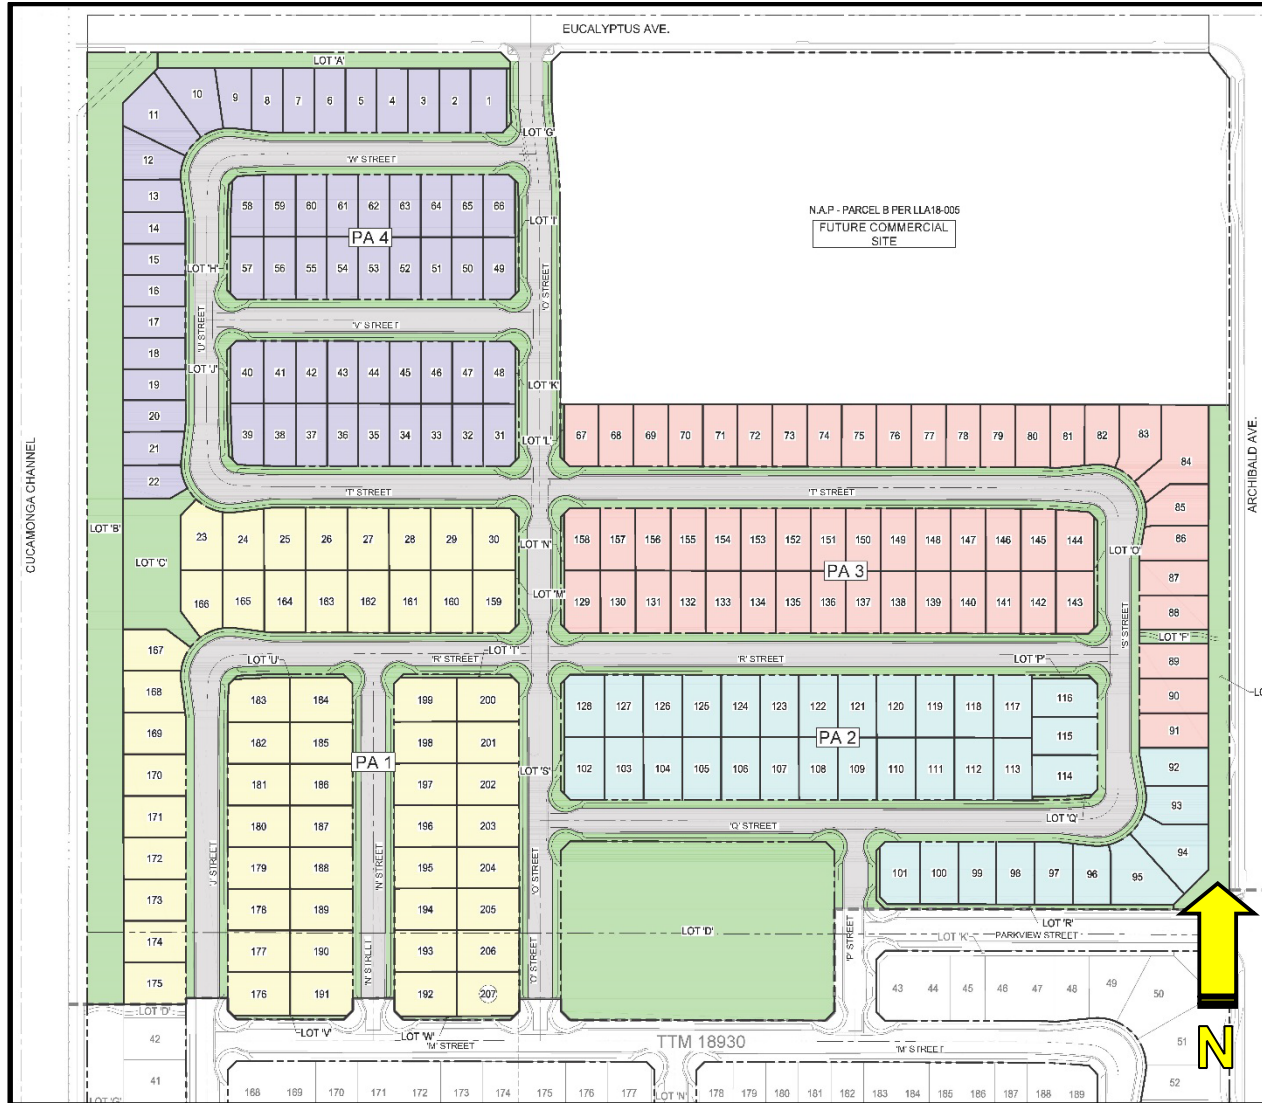 EUCALYPTUS AVE.
LOT 'A'
10 9 8 7 6 5 4 3 2 1
11
LOT 'G'
12
'W' STREET
13
58 59 60 61 62 63 64 65 66
N.A.P - PARCEL B PER LLA18-005
FUTURE COMMERCIAL
SITE
14
LOT 'I'
PA 4
15
LOT 'H'
57 56 55 54 53 52 51 50 49
16
'O' STREET
17
'U' STREET
'V' STREET
18
LOT 'J'
40 41 42 43 44 45 46 47 48
19
LOT 'K'
20
39 38 37 36 35 34 33 32 31
LOT 'L'
67 68 69 70 71 72 73 74 75 76 77 78 79 80 81 82 83
21
84
22
ARCHIBALD AVE.
CUCAMONGA CHANNEL
'T' STREET
'T' STREET
85
LOT 'B'
23 24 25 26 27 28 29 30
LOT 'N'
158 157 156 155 154 153 152 151 150 149 148 147 146 145 144
86
LOT 'C'
LOT 'O'
PA 3
87
LOT 'M'
166 165 164 163 162 161 160 159
129 130 131 132 133 134 135 136 137 138 139 140 141 142 143
88
'S' STREET
LOT 'F'
167
LOT 'U'
'R' STREET
LOT 'T'
'R' STREET
LOT 'P'
89
168
183 184
199 200
128 127 126 125 124 123 122 121 120 119 118 117 116
90
LO
169
182 185
198 201
PA 2
115
91
PA 1
170
181 186
197 202
LOT 'S'
102 103 104 105 106 107 108 109 110 111 112 113 114
92
171
180 187
196 203
'Q' STREET
LOT 'Q'
93
172
179 188
195 204
94
'J' STREET
'N' STREET
'O' STREET
101 100 99 98 97 96 95
173
178 189
194 205
LOT 'D'
LOT 'R'
174
177 190
193 206
'P' STREET
LOT 'K'
PARKVIEW STREET
175
176 191
192 207
'N' STREET
'O' STREET
43 44 45 46 47 48 49 50
LOT 'D'
LOT 'V'
LOT 'W'
42
'M' STREET
TTM 18930
'M' STREET
51
N
41
52
168 169 170 171 172 173 174 175 176 177
LOT 'N'
178 179 180 181 182 183 184 185 186 187 188 189
LOT 'G'